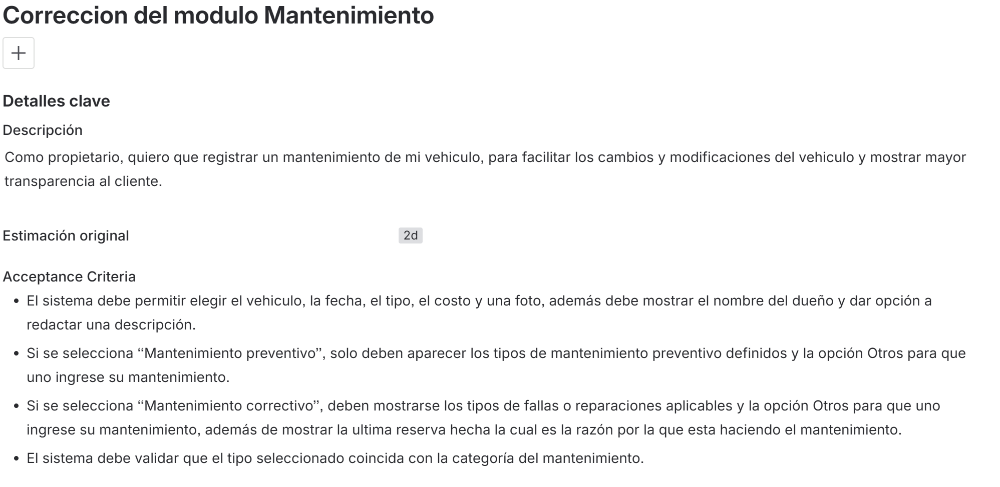 Correccion del modulo Mantenimiento
Detalles clave
Descripción
Como propietario, quiero que registrar un mantenimiento de mi vehiculo, para facilitar los cambios y modificaciones del vehiculo y mostrar mayor
transparencia al cliente.
Estimación original 2d
Acceptance Criteria
• El sistema debe permitir elegir el vehiculo, la fecha, el tipo, el costo y una foto, además debe mostrar el nombre del dueño y dar opción a
redactar una descripción.
• Si se selecciona “Mantenimiento preventivo”, solo deben aparecer los tipos de mantenimiento preventivo definidos y la opción Otros para que
uno ingrese su mantenimiento.
• Si se selecciona “Mantenimiento correctivo”, deben mostrarse los tipos de fallas o reparaciones aplicables y la opción Otros para que uno
ingrese su mantenimiento, además de mostrar la ultima reserva hecha la cual es la razón por la que esta haciendo el mantenimiento.
• El sistema debe validar que el tipo seleccionado coincida con la categoría del mantenimiento.